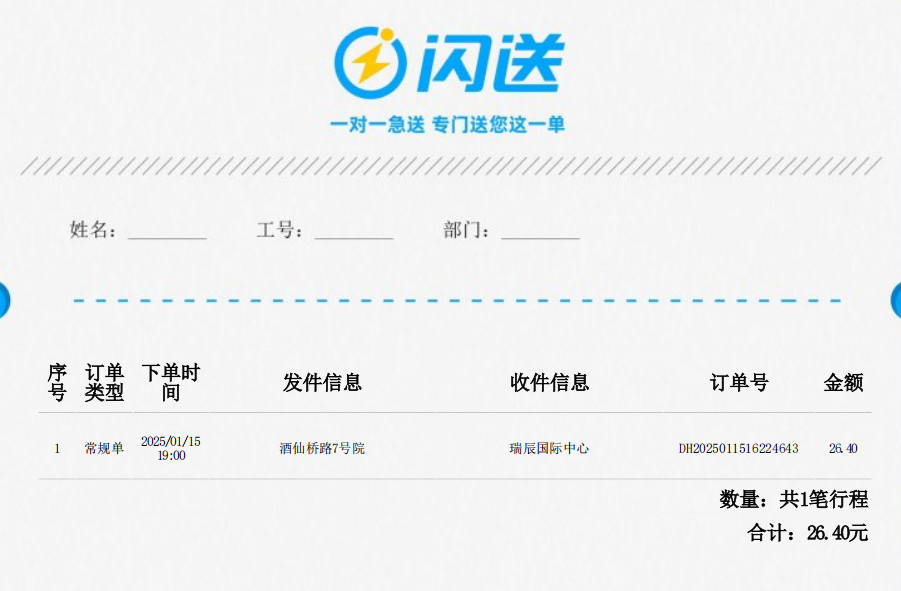 闪送
一对一急送 专门送您这一单
姓名：________ 工号：________ 部门：________
序号 订单类型 下单时间 发件信息 收件信息 订单号 金额
1 常规单 2025/01/15 19:00 酒仙桥路7号院 瑞辰国际中心 DH2025011516224643 26.40
数量：共1笔行程
合计：26.40元